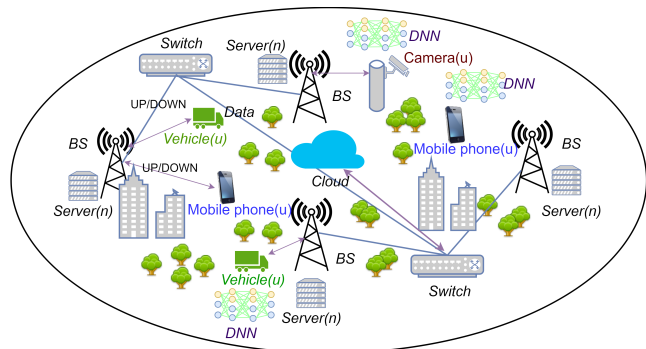 DNN
Switch
Server(n)
Camera(u)
DNN
BS
UP/DOWN
Data
Vehicle(u)
BS
BS
Mobile phone(u)
UP/DOWN
Cloud
Server(n)
Server(n)
Mobile phone(u)
BS
Vehicle(u)
Switch
Server(n)
DNN